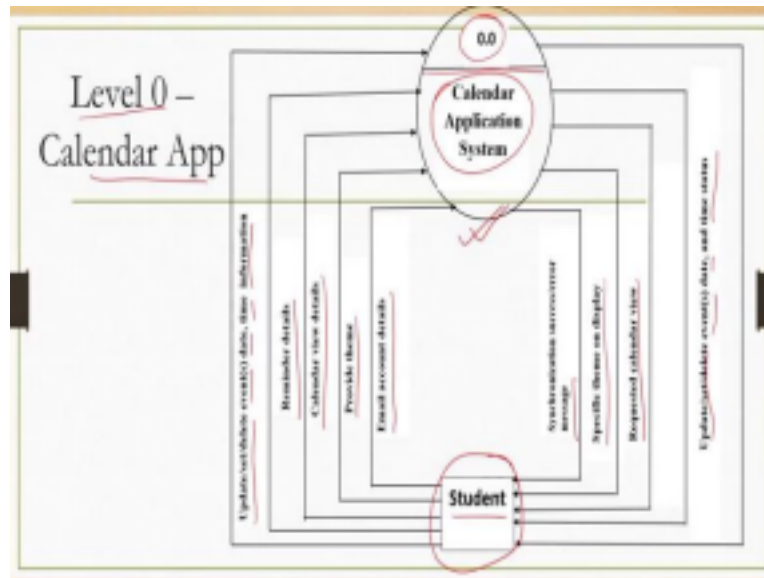 Level 0 –
Calendar App
0.0
Calendar
Application
System
Update/set/delete event(s) date, time information
Reminder details
Calendar view details
Provide theme
Email account details
Synchronization success/error
message
Specific theme on display
Requested calendar view
Update/set/delete event(s) date, and time status
Student